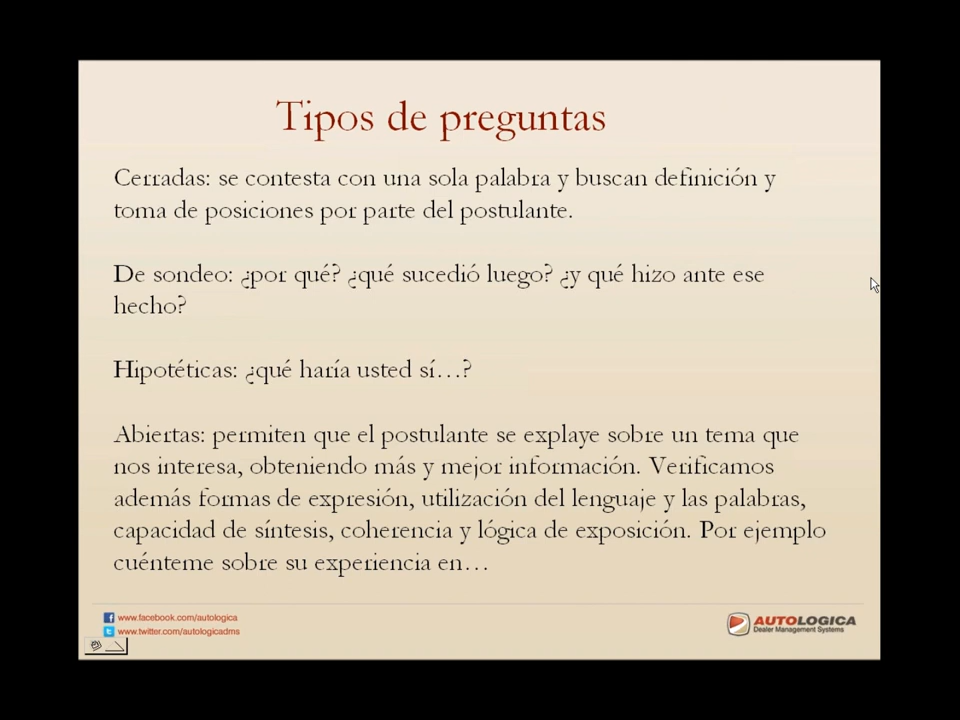 Tipos de preguntas
Cerradas: se contesta con una sola palabra y buscan definición y
toma de posiciones por parte del postulante.
De sondeo: ¿por qué? ¿qué sucedió luego? ¿y qué hizo ante ese
hecho?
Hipotéticas: ¿qué haría usted sí…?
Abiertas: permiten que el postulante se explaye sobre un tema que
nos interesa, obteniendo más y mejor información. Verificamos
además formas de expresión, utilización del lenguaje y las palabras,
capacidad de síntesis, coherencia y lógica de exposición. Por ejemplo
cuénteme sobre su experiencia en…
www.facebook.com/autologica
www.twitter.com/autologicadms
AUTOLOGICA
Dealer Management Systems